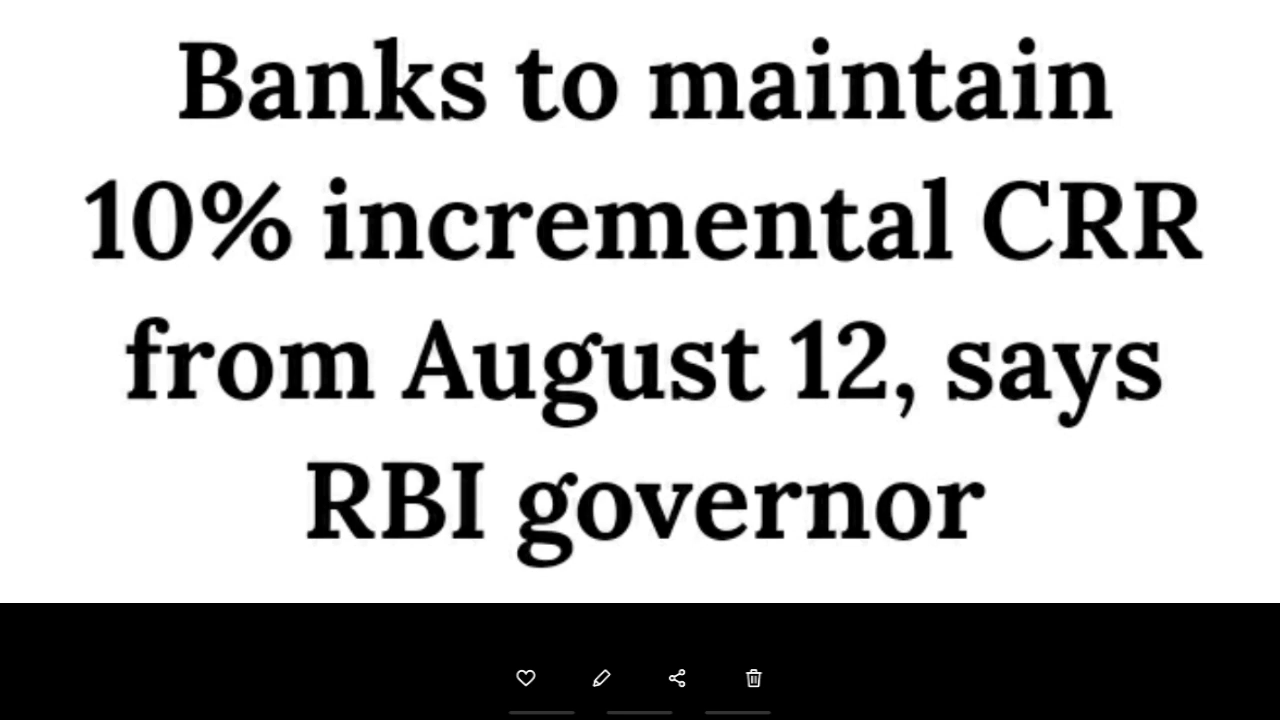 Banks to maintain
10% incremental CRR
from August 12, says
RBI governor